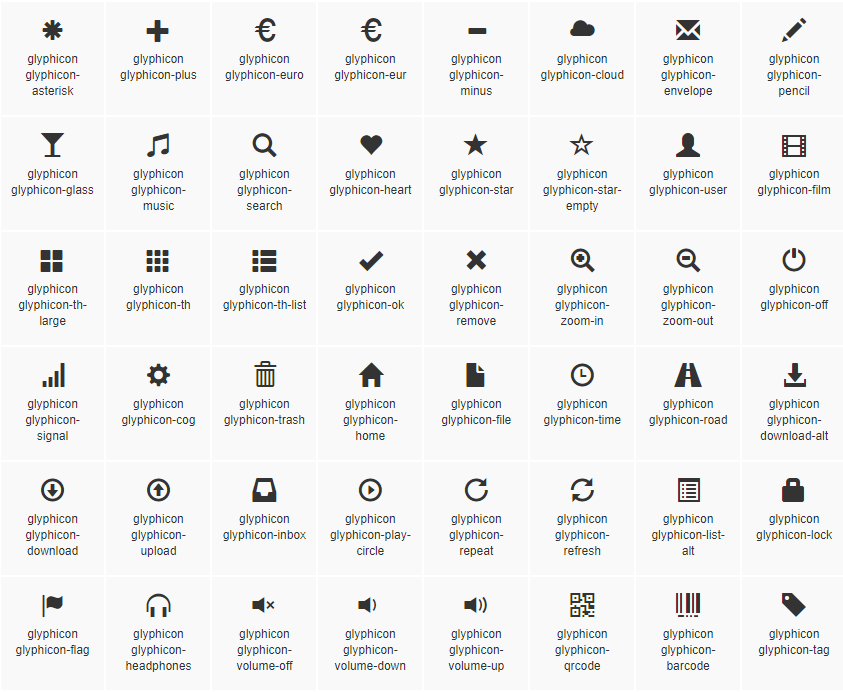 glyphicon
glyphicon-
asterisk
glyphicon
glyphicon-plus
glyphicon
glyphicon-euro
glyphicon
glyphicon-eur
glyphicon
glyphicon-
minus
glyphicon
glyphicon-cloud
glyphicon
glyphicon-
envelope
glyphicon
glyphicon-
pencil
glyphicon
glyphicon-glass
glyphicon
glyphicon-
music
glyphicon
glyphicon-
search
glyphicon
glyphicon-heart
glyphicon
glyphicon-star
glyphicon
glyphicon-star-
empty
glyphicon
glyphicon-user
glyphicon
glyphicon-film
glyphicon
glyphicon-th-
large
glyphicon
glyphicon-th
glyphicon
glyphicon-th-list
glyphicon
glyphicon-ok
glyphicon
glyphicon-
remove
glyphicon
glyphicon-
zoom-in
glyphicon
glyphicon-
zoom-out
glyphicon
glyphicon-off
glyphicon
glyphicon-
signal
glyphicon
glyphicon-cog
glyphicon
glyphicon-trash
glyphicon
glyphicon-
home
glyphicon
glyphicon-file
glyphicon
glyphicon-time
glyphicon
glyphicon-road
glyphicon
glyphicon-
download-alt
glyphicon
glyphicon-
download
glyphicon
glyphicon-
upload
glyphicon
glyphicon-inbox
glyphicon
glyphicon-play-
circle
glyphicon
glyphicon-
repeat
glyphicon
glyphicon-
refresh
glyphicon
glyphicon-list-
alt
glyphicon
glyphicon-lock
glyphicon
glyphicon-flag
glyphicon
glyphicon-
headphones
glyphicon
glyphicon-
volume-off
glyphicon
glyphicon-
volume-down
glyphicon
glyphicon-
volume-up
glyphicon
glyphicon-
qrcode
glyphicon
glyphicon-
barcode
glyphicon
glyphicon-tag